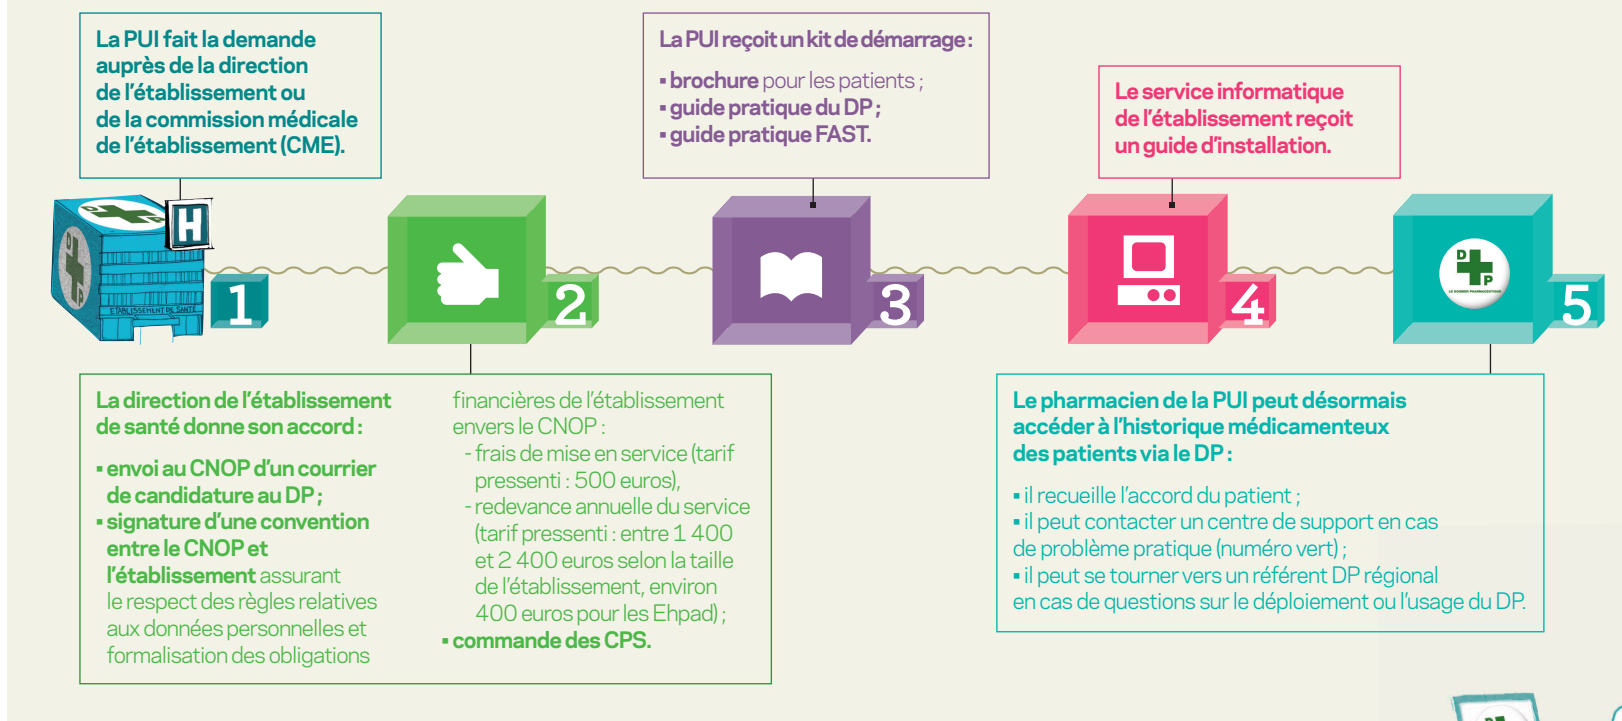 La PUI fait la demande
auprès de la direction
de l'établissement ou
de la commission médicale
de l'établissement (CME).
H
D
P
D
P
ETABLISSEMENT DE SANTÉ
1
2
La direction de l'établissement
de santé donne son accord :
▪ envoi au CNOP d'un courrier
de candidature au DP ;
▪ signature d'une convention
entre le CNOP et
l'établissement assurant
le respect des règles relatives
aux données personnelles et
formalisation des obligations
financières de l'établissement
envers le CNOP :
- frais de mise en service (tarif
pressenti : 500 euros),
- redevance annuelle du service
(tarif pressenti : entre 1 400
et 2 400 euros selon la taille
de l'établissement, environ
400 euros pour les Ehpad) ;
▪ commande des CPS.
La PUI reçoit un kit de démarrage :
▪ brochure pour les patients ;
▪ guide pratique du DP ;
▪ guide pratique FAST.
3
Le service informatique
de l'établissement reçoit
un guide d'installation.
4
D
P
LE DOSSIER PHARMACEUTIQUE
5
Le pharmacien de la PUI peut désormais
accéder à l'historique médicamenteux
des patients via le DP :
▪ il recueille l'accord du patient ;
▪ il peut contacter un centre de support en cas
de problème pratique (numéro vert) ;
▪ il peut se tourner vers un référent DP régional
en cas de questions sur le déploiement ou l'usage du DP.